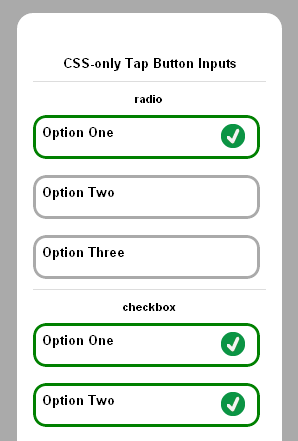 CSS-only Tap Button Inputs
radio
Option One
Option Two
Option Three
checkbox
Option One
Option Two